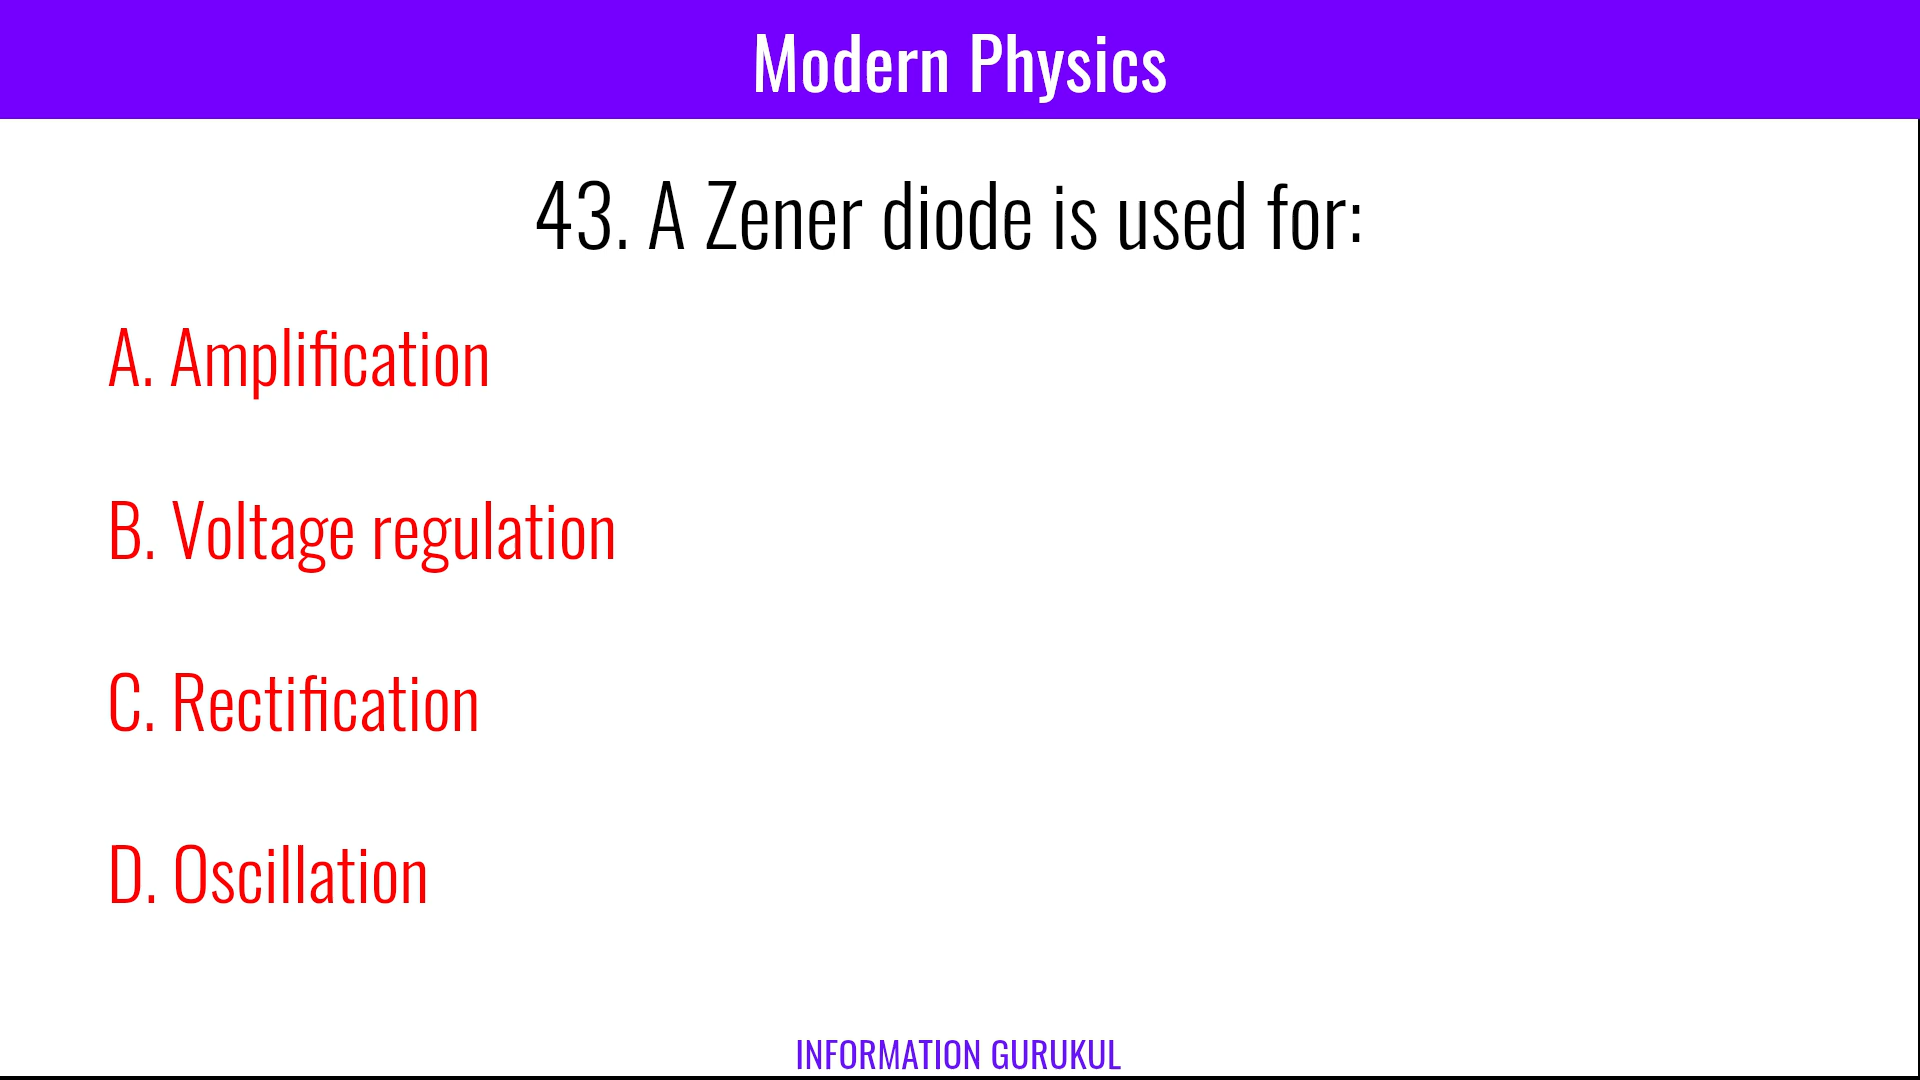 Modern Physics
43. A Zener diode is used for:
A. Amplification
B. Voltage regulation
C. Rectification
D. Oscillation
INFORMATION GURUKUL